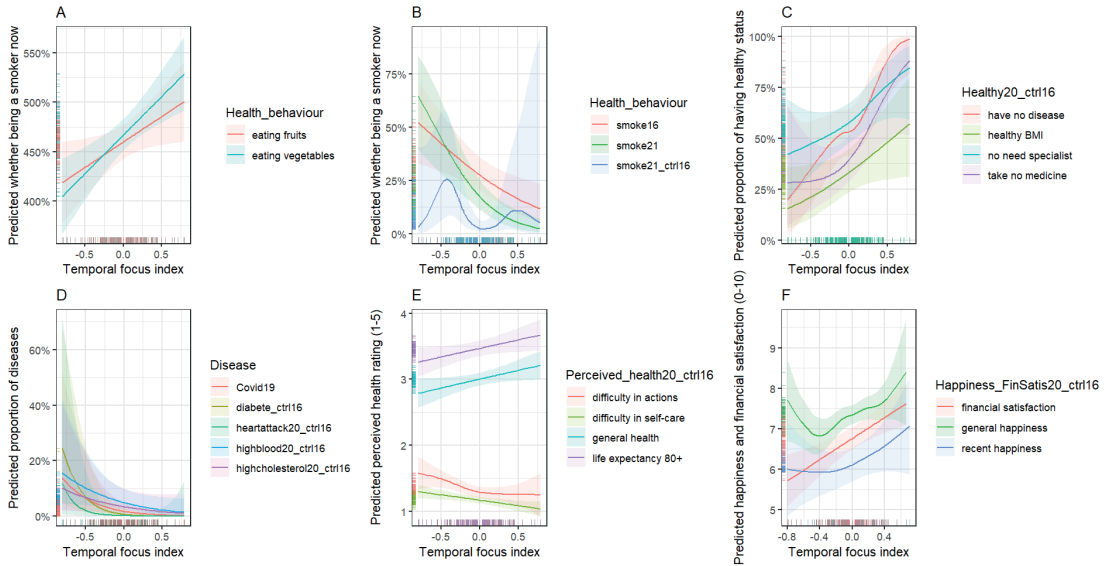 A
Predicted whether being a smoker now
550%
500%
450%
400%
-0.5 0.0 0.5
Temporal focus index
Health_behaviour
eating fruits
eating vegetables
B
Predicted whether being a smoker now
75%
50%
25%
0%
-0.5 0.0 0.5
Temporal focus index
Health_behaviour
smoke16
smoke21
smoke21_ctrl16
C
Predicted proportion of having healthy status
100%
75%
50%
25%
0%
-0.5 0.0 0.5
Temporal focus index
Healthy20_ctrl16
have no disease
healthy BMI
no need specialist
take no medicine
D
Predicted proportion of diseases
60%
40%
20%
0%
-0.5 0.0 0.5
Temporal focus index
Disease
Covid19
diabete_ctrl16
heartattack20_ctrl16
highblood20_ctrl16
highcholesterol20_ctrl16
E
Predicted perceived health rating (1-5)
4
3
2
1
-0.5 0.0 0.5
Temporal focus index
Perceived_health20_ctrl16
difficulty in actions
difficulty in self-care
general health
life expectancy 80+
F
Predicted happiness and financial satisfaction (0-10)
9
8
7
6
5
-0.8 -0.4 0.0 0.4
Temporal focus index
Happiness_FinSatis20_ctrl16
financial satisfaction
general happiness
recent happiness